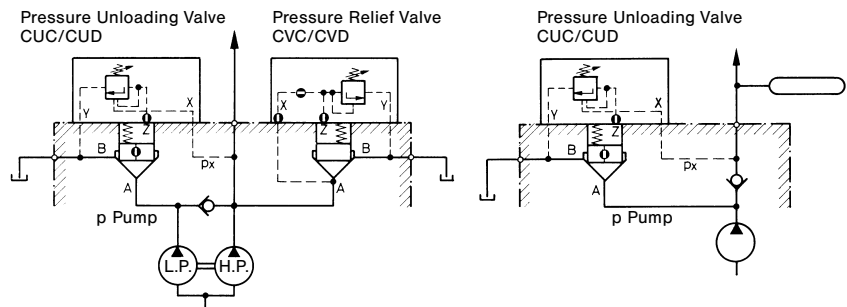 Pressure Unloading Valve
CUC/CUD
Pressure Relief Valve
CVC/CVD
X
Y
Z
B
A
px
X
Z
Y
B
A
p Pump
L.P.
H.P.
Pressure Unloading Valve
CUC/CUD
X
Y
Z
B
A
px
p Pump